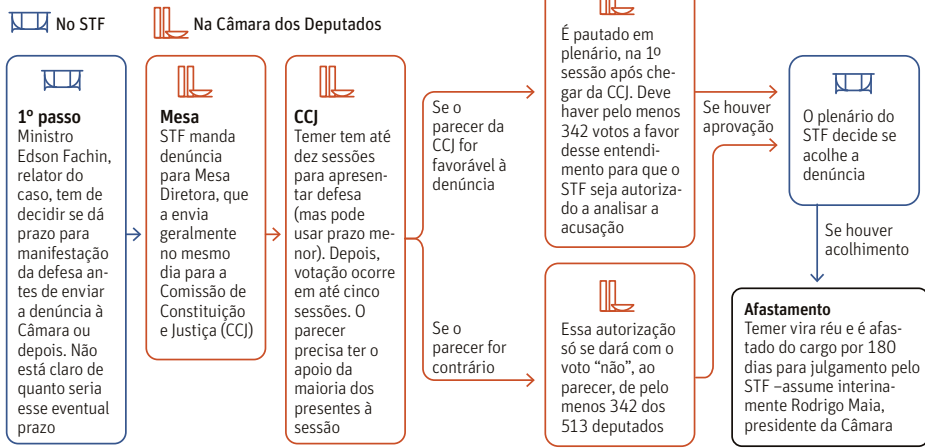 No STF
Na Câmara dos Deputados
1º passo
Ministro
Edson Fachin,
relator do
caso, tem de
decidir se dá
prazo para
manifestação
da defesa an-
tes de enviar
a denúncia à
Câmara ou
depois. Não
está claro de
quanto seria
esse eventual
prazo
Mesa
STF manda
denúncia
para Mesa
Diretora, que
a envia
geralmente
no mesmo
dia para a
Comissão de
Constituição
e Justiça (CCJ)
CCJ
Temer tem até
dez sessões
para apresen-
tar defesa
(mas pode
usar prazo me-
nor). Depois,
votação ocorre
em até cinco
sessões. O
parecer
precisa ter o
apoio da
maioria dos
presentes à
sessão
Se o
parecer da
CCJ for
favorável à
denúncia
É pautado em
plenário, na 1º
sessão após che-
gar da CCJ. Deve
haver pelo menos
342 votos a favor
desse entendi-
mento para que o
STF seja autoriza-
do a analisar a
acusação
Se o
parecer for
contrário
Essa autorização
só se dará com o
voto “não”, ao
parecer, de pelo
menos 342 dos
513 deputados
Se houver
aprovação
O plenário do
STF decide se
acolhe a
denúncia
Se houver
acolhimento
Afastamento
Temer vira réu e é afas-
tado do cargo por 180
dias para julgamento pelo
STF –assume interina-
mente Rodrigo Maia,
presidente da Câmara